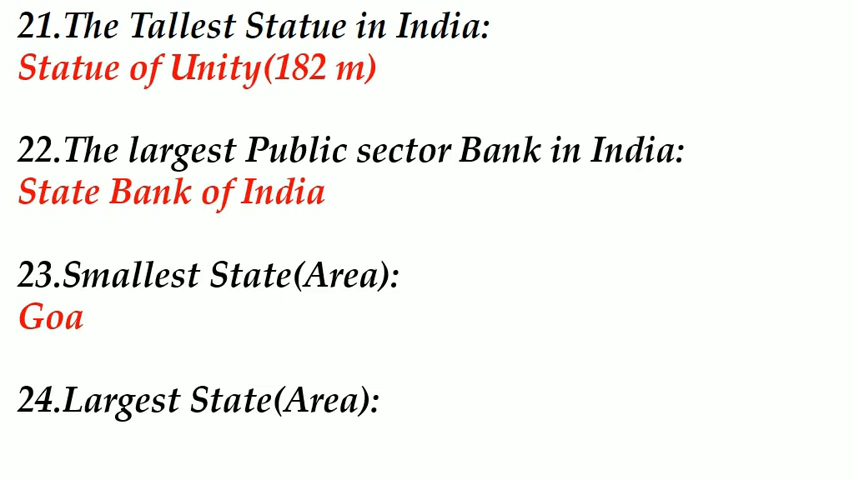 21.The Tallest Statue in India:
Statue of Unity(182 m)
22.The largest Public sector Bank in India:
State Bank of India
23.Smallest State(Area):
Goa
24.Largest State(Area):